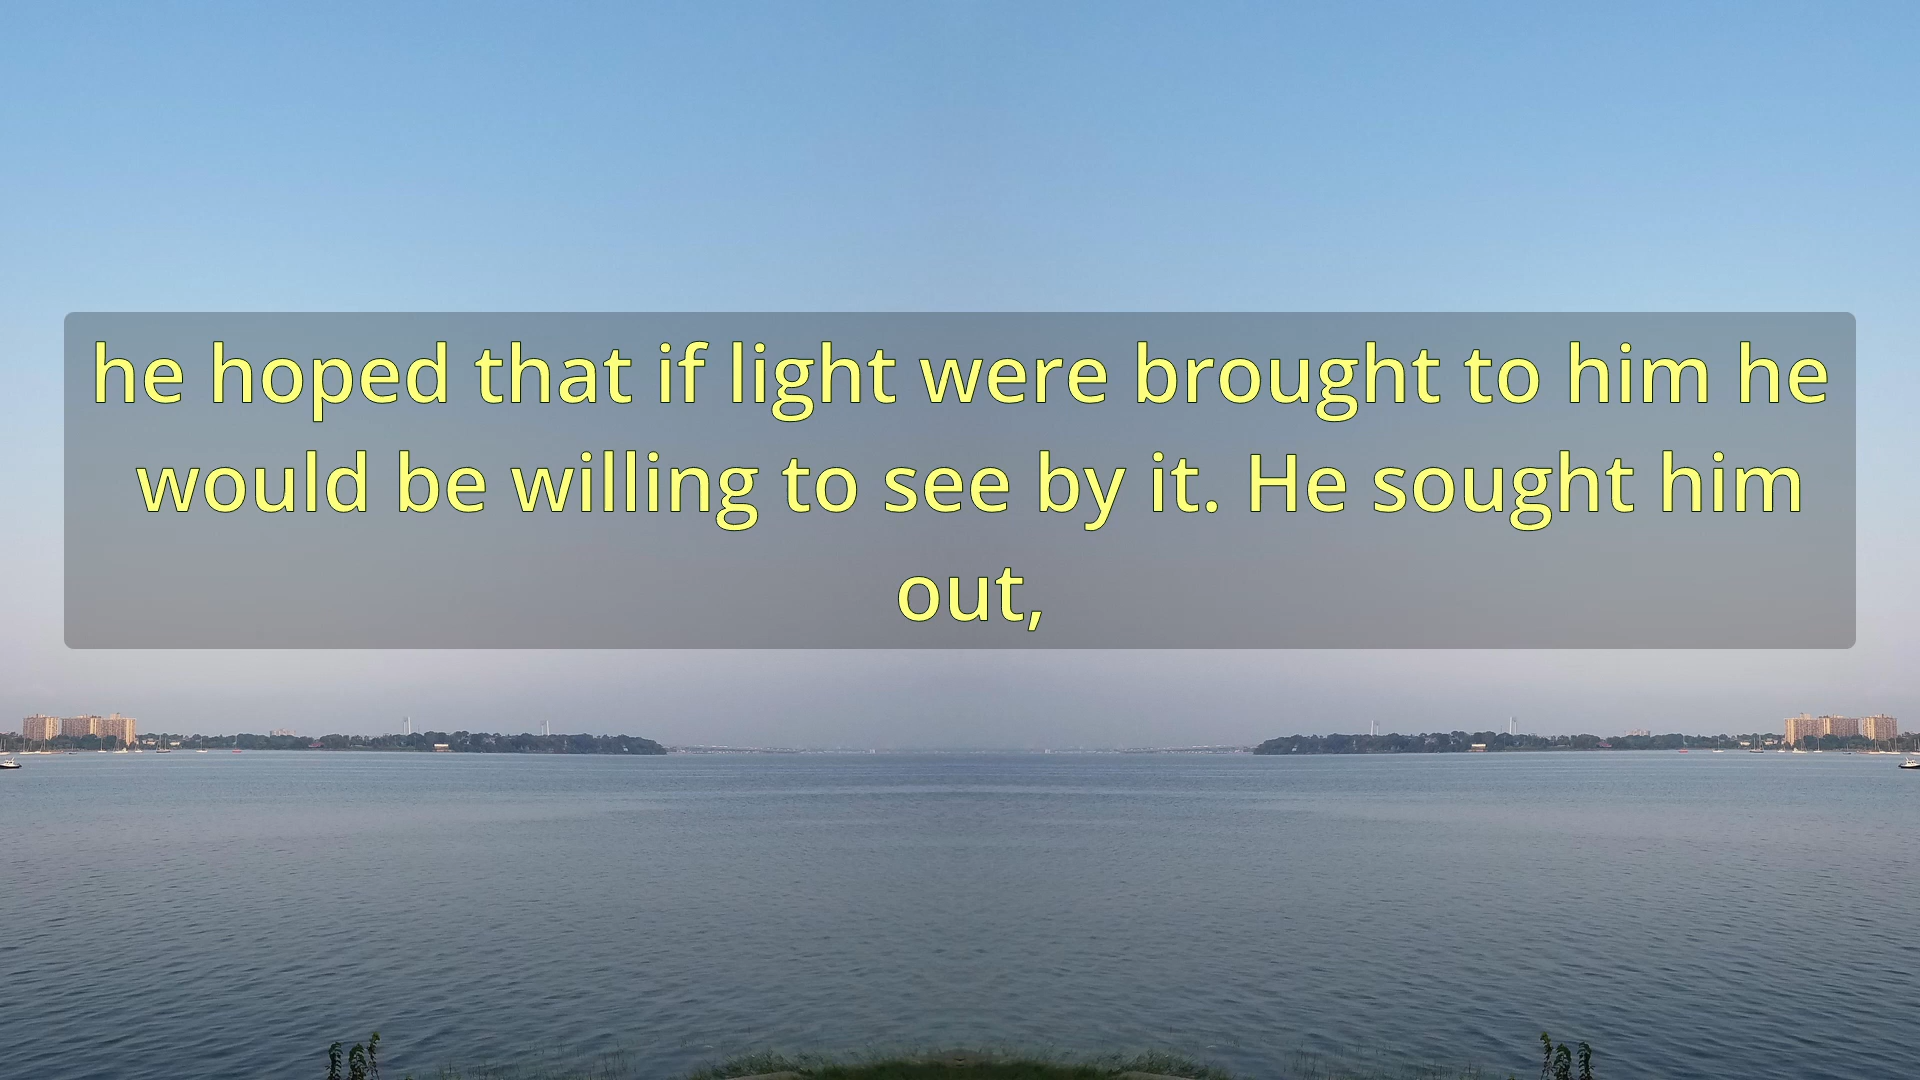 he hoped that if light were brought to him he
would be willing to see by it. He sought him
out,